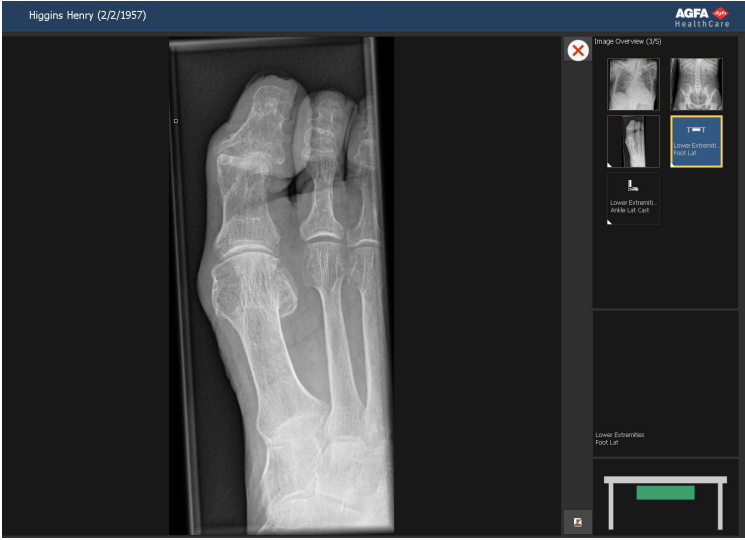 Higgins Henry (2/2/1957)
AGFA
HealthCare
Image Overview (3/5)
Lower Extremiti...
Foot Lat
Lower Extremiti...
Ankle Lat Cast
Lower Extremities
Foot Lat